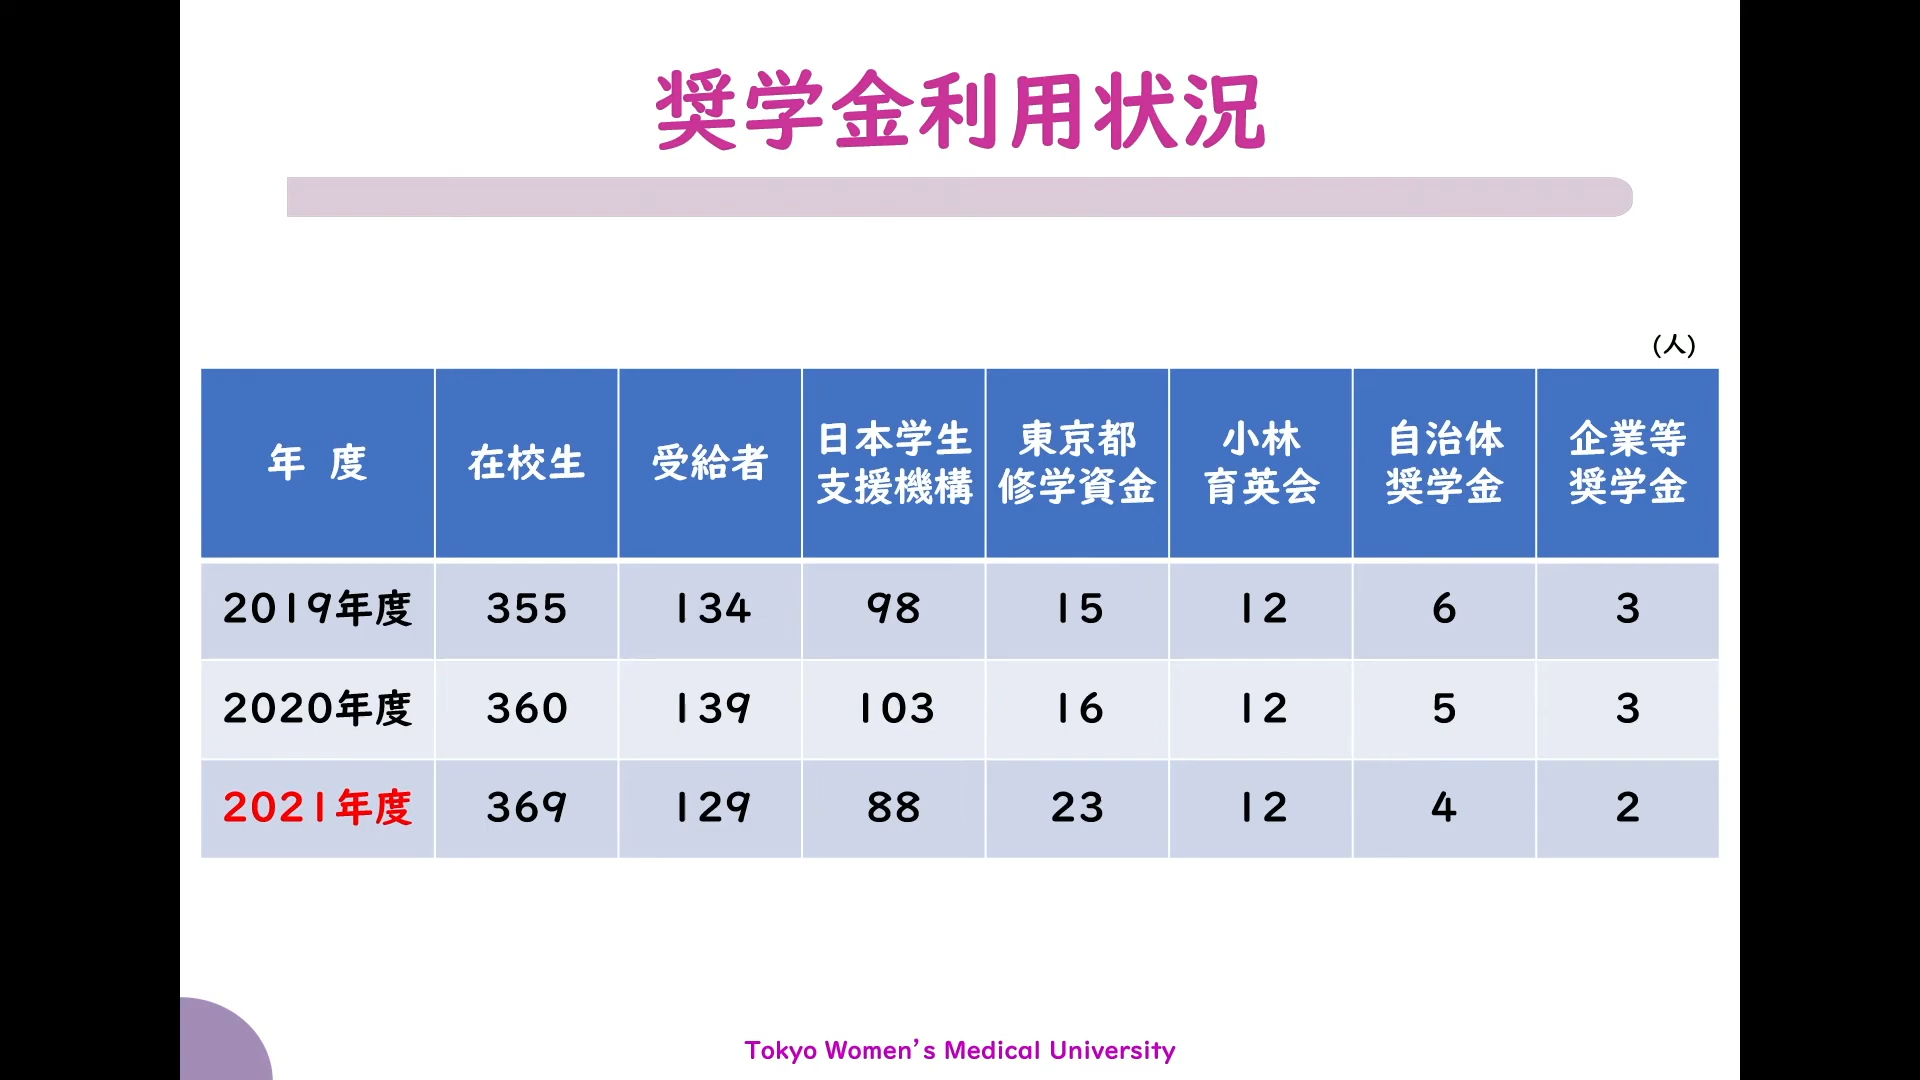 奨学金利用状況
(人)
年 度 在校生 受給者 日本学生支援機構 東京都修学資金 小林育英会 自治体奨学金 企業等奨学金
2019年度 355 134 98 15 12 6 3
2020年度 360 139 103 16 12 5 3
2021年度 369 129 88 23 12 4 2
Tokyo Women's Medical University